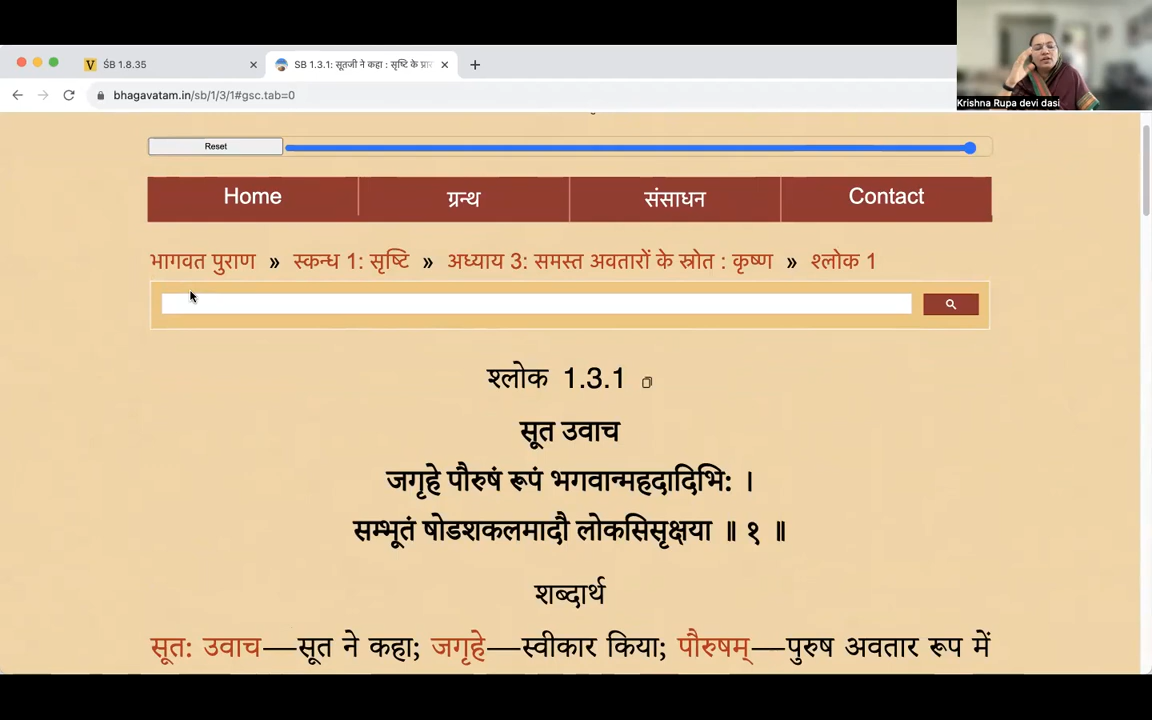 ŚB 1.8.35
SB 1.3.1: सूतजी ने कहा : सृष्टि के प्रार
bhagavatam.in/sb/1/3/1#gsc.tab=0
Krishna Rupa devi dasi
Reset
Home ग्रन्थ संसाधन Contact
भागवत पुराण » स्कन्ध 1: सृष्टि » अध्याय 3: समस्त अवतारों के स्रोत : कृष्ण » श्लोक 1
श्लोक 1.3.1
सूत उवाच
जगृहे पौरुषं रूपं भगवान्महदादिभि: ।
सम्भूतं षोडशकलमादौ लोकसिसृक्षया ॥ १ ॥
शब्दार्थ
सूत: उवाच—सूत ने कहा; जगृहे—स्वीकार किया; पौरुषम्—पुरुष अवतार रूप में